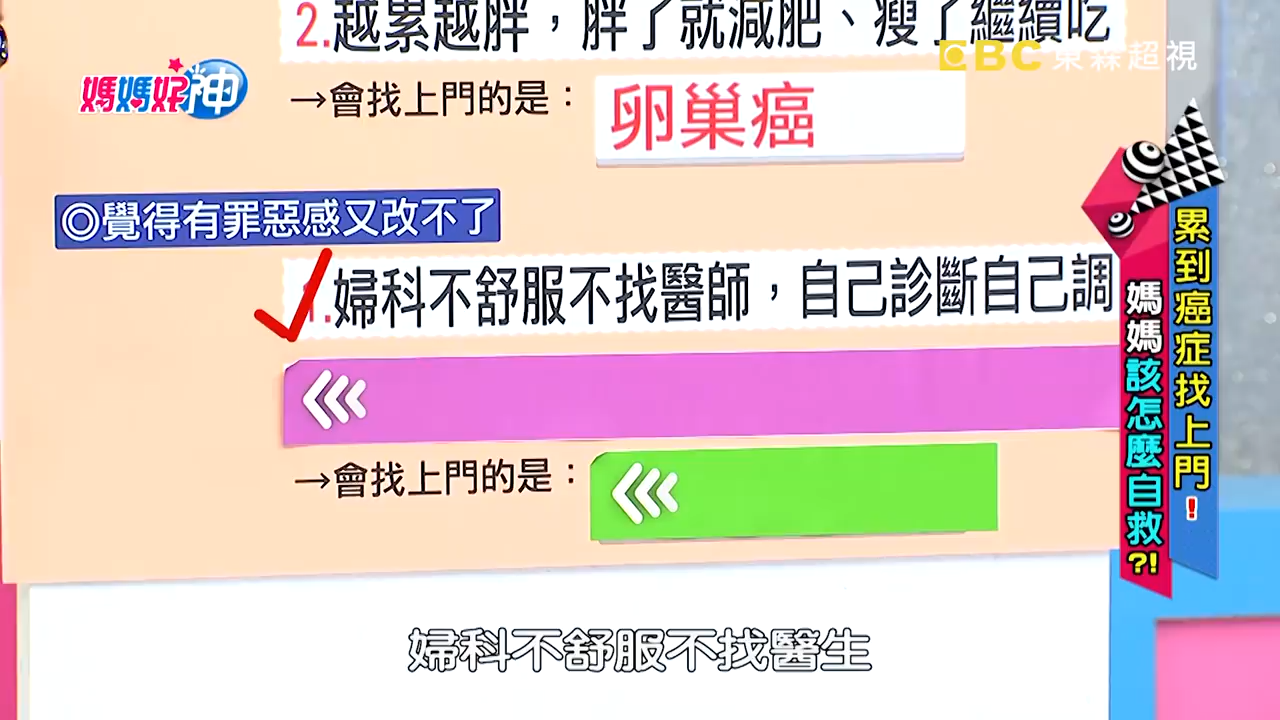 2.越累越胖，胖了就減肥、瘦了繼續吃
EBC 東森超視
媽媽好神
→會找上門的是：
卵巢癌
◎覺得有罪惡感又改不了
1.婦科不舒服不找醫師，自己診斷自己調
→會找上門的是：
累到癌症找上門！
媽媽該怎麼自救?!
婦科不舒服不找醫生